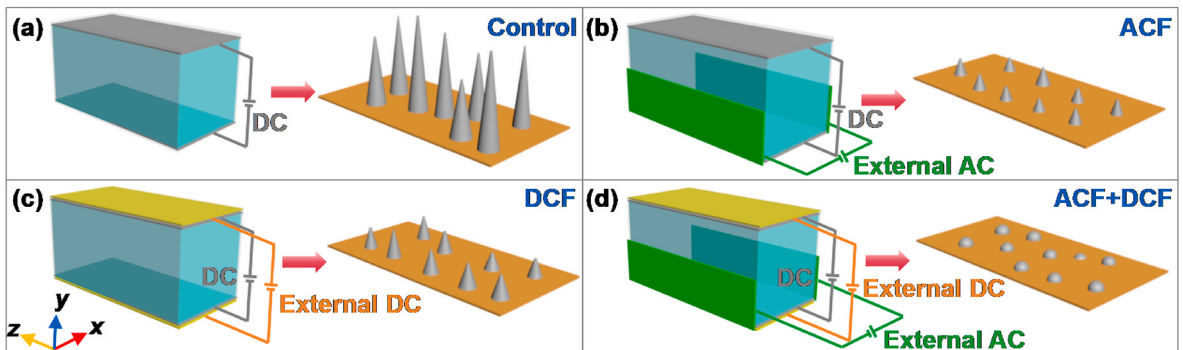 (a) Control
DC
(b) ACF
DC
External AC
(c) DCF
DC
External DC
y
z x
(d) ACF+DCF
DC
External DC
External AC